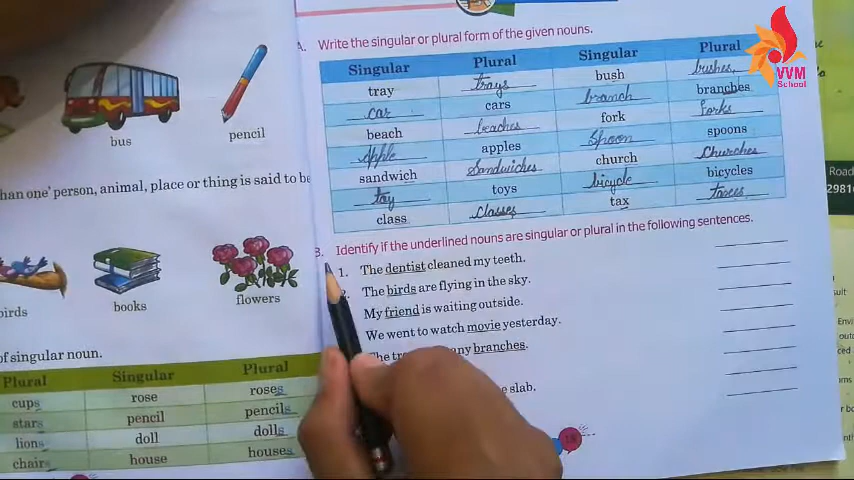 bus
pencil
han one' person, animal, place or thing is said to be
irds
books
flowers
of singular noun.
Plural Singular Plural
cups rose roses
stars pencil pencils
lions doll dolls
chairs house houses
A. Write the singular or plural form of the given nouns.
Singular Plural Singular Plural
tray trays bush bushes
car cars branch branches
beach beaches fork forks
Apple apples Spoon spoons
sandwich Sandwiches church Churches
toy toys bicycle bicycles
class classes tax taxes
B. Identify if the underlined nouns are singular or plural in the following sentences.
1. The dentist cleaned my teeth.
2. The birds are flying in the sky.
My friend is waiting outside.
We went to watch movie yesterday.
The branches.
slab.
18
VVM
School
Road
2981